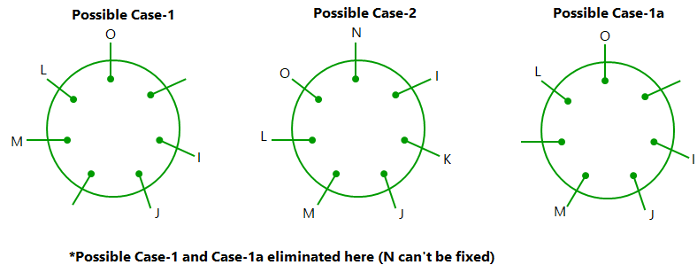 Possible Case-1 Possible Case-2 Possible Case-1a
O N O
L O I L
M L K I
I M J M J
J
*Possible Case-1 and Case-1a eliminated here (N can't be fixed)